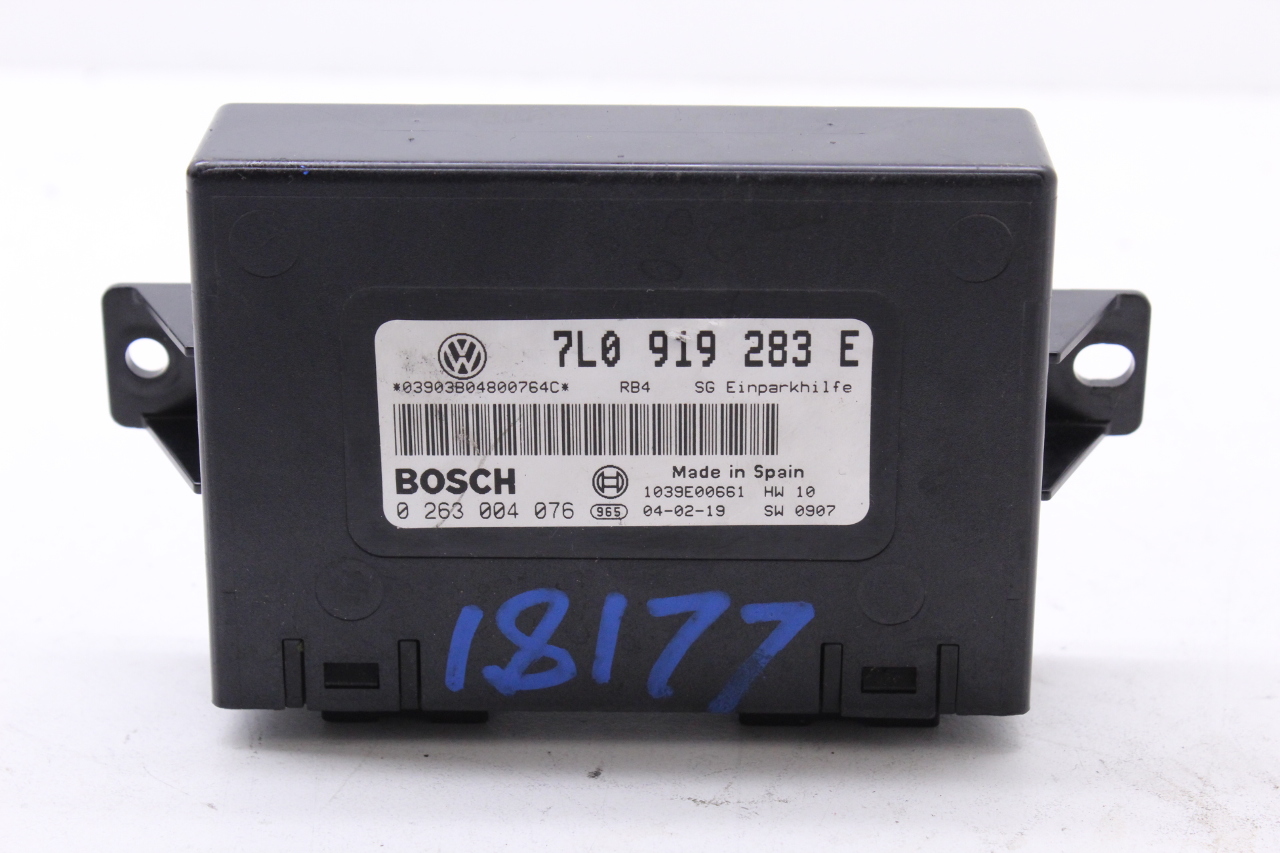 7L0 919 283 E
*03903B04800764C* RB4 SG Einparkhilfe
BOSCH Made in Spain
1039E00661 HW 10
0 263 004 076 965 04-02-19 SW 0907
18177